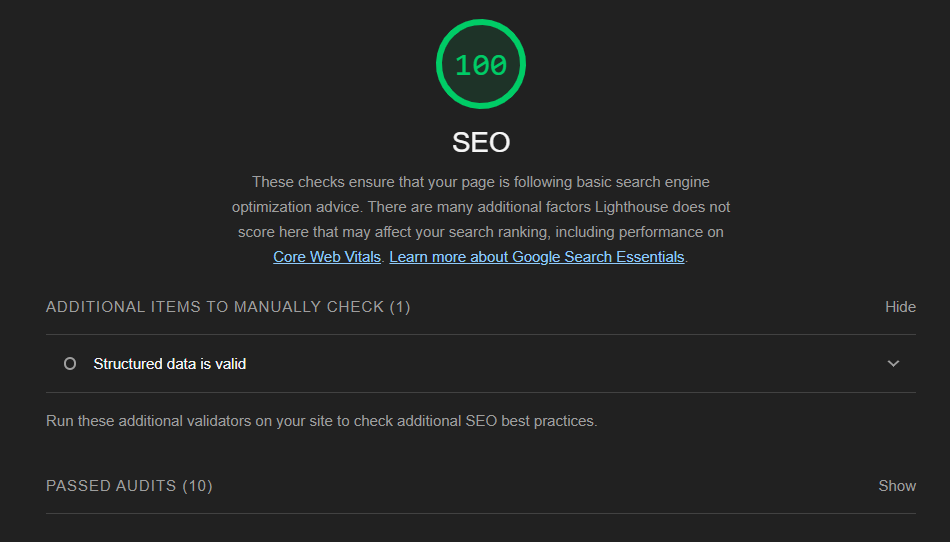 100
SEO
These checks ensure that your page is following basic search engine
optimization advice. There are many additional factors Lighthouse does not
score here that may affect your search ranking, including performance on
Core Web Vitals. Learn more about Google Search Essentials.
ADDITIONAL ITEMS TO MANUALLY CHECK (1) Hide
Structured data is valid
Run these additional validators on your site to check additional SEO best practices.
PASSED AUDITS (10) Show